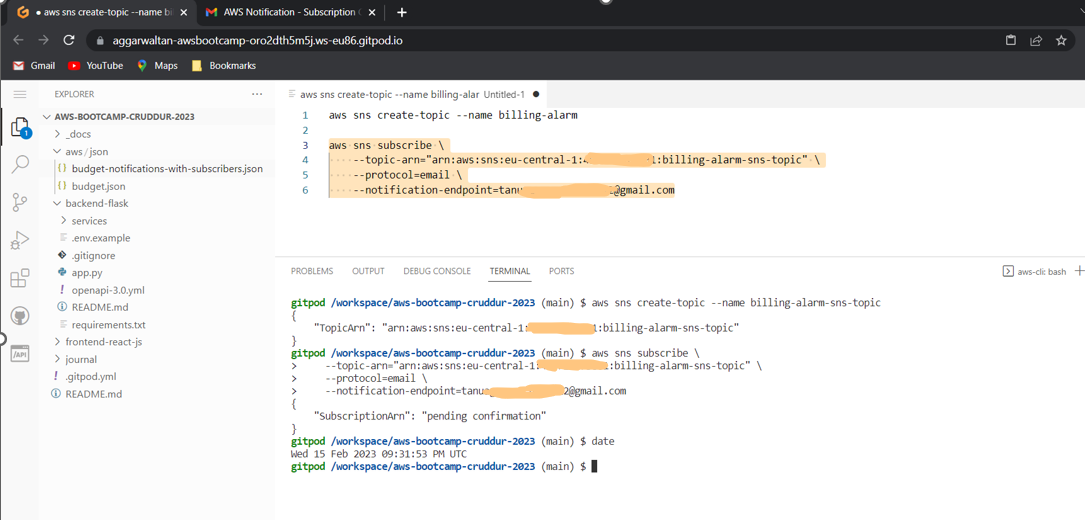 aws sns create-topic --name bi
AWS Notification - Subscription C
aggarwaltan-awsbootcamp-oro2dth5m5j.ws-eu86.gitpod.io
Gmail YouTube Maps Bookmarks
EXPLORER
AWS-BOOTCAMP-CRUDDUR-2023
_docs
aws / json
budget-notifications-with-subscribers.json
budget.json
backend-flask
services
.env.example
.gitignore
app.py
openapi-3.0.yml
README.md
requirements.txt
frontend-react-js
journal
.gitpod.yml
README.md
1
/API
aws sns create-topic --name billing-alar Untitled-1
1 aws sns create-topic --name billing-alarm
2
3 aws sns subscribe \
4 --topic-arn="arn:aws:sns:eu-central-1:4 1:billing-alarm-sns-topic" \
5 --protocol=email \
6 --notification-endpoint=tanu @gmail.com
PROBLEMS OUTPUT DEBUG CONSOLE TERMINAL PORTS
aws-cli: bash
gitpod /workspace/aws-bootcamp-cruddur-2023 (main) $ aws sns create-topic --name billing-alarm-sns-topic
{
"TopicArn": "arn:aws:sns:eu-central-1: 1:billing-alarm-sns-topic"
}
gitpod /workspace/aws-bootcamp-cruddur-2023 (main) $ aws sns subscribe \
> --topic-arn="arn:aws:sns:eu-central-1: 1:billing-alarm-sns-topic" \
> --protocol=email \
> --notification-endpoint=tanu 2@gmail.com
{
"SubscriptionArn": "pending confirmation"
}
gitpod /workspace/aws-bootcamp-cruddur-2023 (main) $ date
Wed 15 Feb 2023 09:31:53 PM UTC
gitpod /workspace/aws-bootcamp-cruddur-2023 (main) $